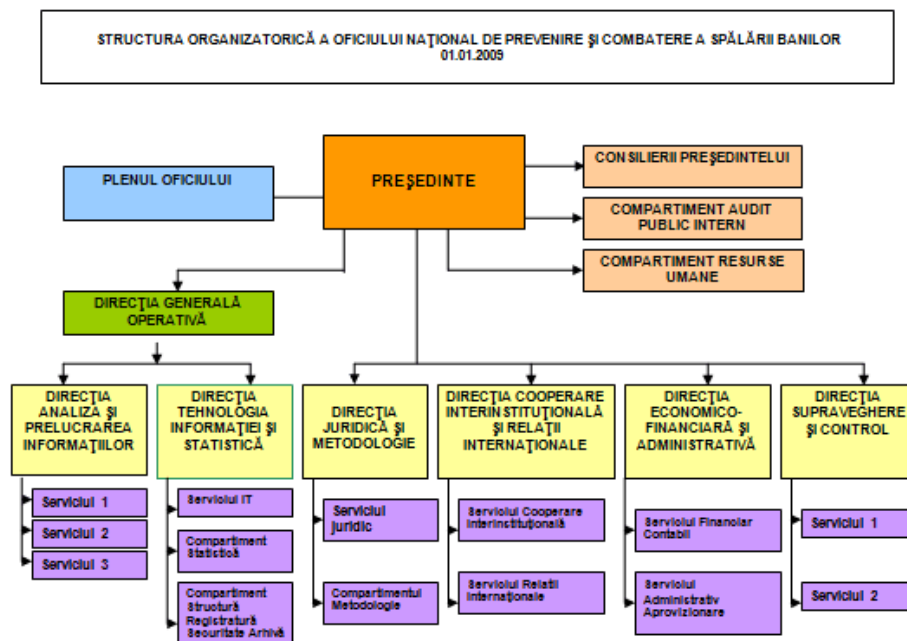 STRUCTURA ORGANIZATORICĂ A OFICIULUI NAŢIONAL DE PREVENIRE ŞI COMBATERE A SPĂLĂRII BANILOR
01.01.2009
PLENUL OFICIULUI
PREŞEDINTE
CONSILIERII PREŞEDINTELUI
COMPARTIMENT AUDIT
PUBLIC INTERN
COMPARTIMENT RESURSE
UMANE
DIRECŢIA GENERALĂ
OPERATIVĂ
DIRECŢIA
ANALIZĂ ŞI
PRELUCRAREA
INFORMAŢIILOR
Serviciul 1
Serviciul 2
Serviciul 3
DIRECŢIA
TEHNOLOGIA
INFORMAŢIEI ŞI
STATISTICĂ
Serviciul IT
Compartiment
Statistică
Compartiment
Structură
Registratură
Securitate Arhivă
DIRECŢIA
JURIDICĂ ŞI
METODOLOGIE
Serviciul
juridic
Compartimentul
Metodologie
DIRECŢIA COOPERARE
INTERINSTITUŢIONALĂ
ŞI RELAŢII
INTERNAŢIONALE
Serviciul Cooperare
Interinstituţională
Serviciul Relatii
Internaţionale
DIRECŢIA
ECONOMICO-
FINANCIARĂ ŞI
ADMINISTRATIVĂ
Serviciul Financiar
Contabil
Serviciul
Administrativ
Aprovizionare
DIRECŢIA
SUPRAVEGHERE
ŞI CONTROL
Serviciul 1
Serviciul 2